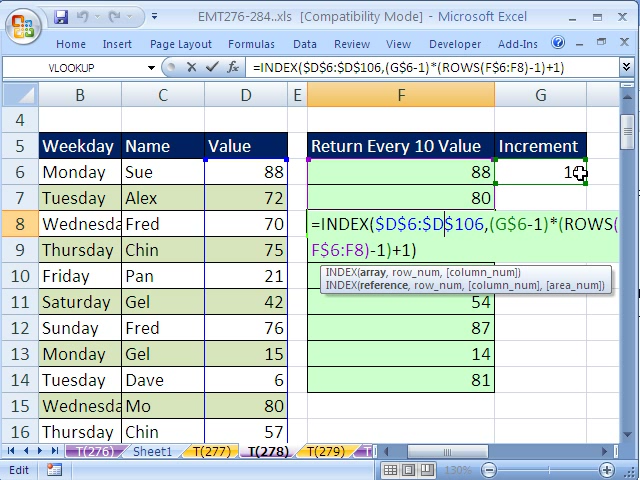 EMT276-284..xls [Compatibility Mode] - Microsoft Excel
Home Insert Page Layout Formulas Data Review View Developer Add-Ins
VLOOKUP fx =INDEX($D$6:$D$106,(G$6-1)*(ROWS(F$6:F8)-1)+1)
B C D E F G
4
5 Weekday Name Value Return Every 10 Value Increment
6 Monday Sue 88 88
7 Tuesday Alex 72 80
8 Wednesda Fred 70 =INDEX($D$6:$D$106,(G$6-1)*(ROWS(
9 Thursday Chin 75 F$6:F8)-1)+1)
10 Friday Pan 21 INDEX(array, row_num, [column_num])
INDEX(reference, row_num, [column_num], [area_num])
11 Saturday Gel 42 54
12 Sunday Fred 76 87
13 Monday Gel 15 14
14 Tuesday Dave 6 81
15 Wednesda Mo 80
16 Thursday Chin 57
T(276) Sheet1 T(277) T(278) T(279)
Edit 130%